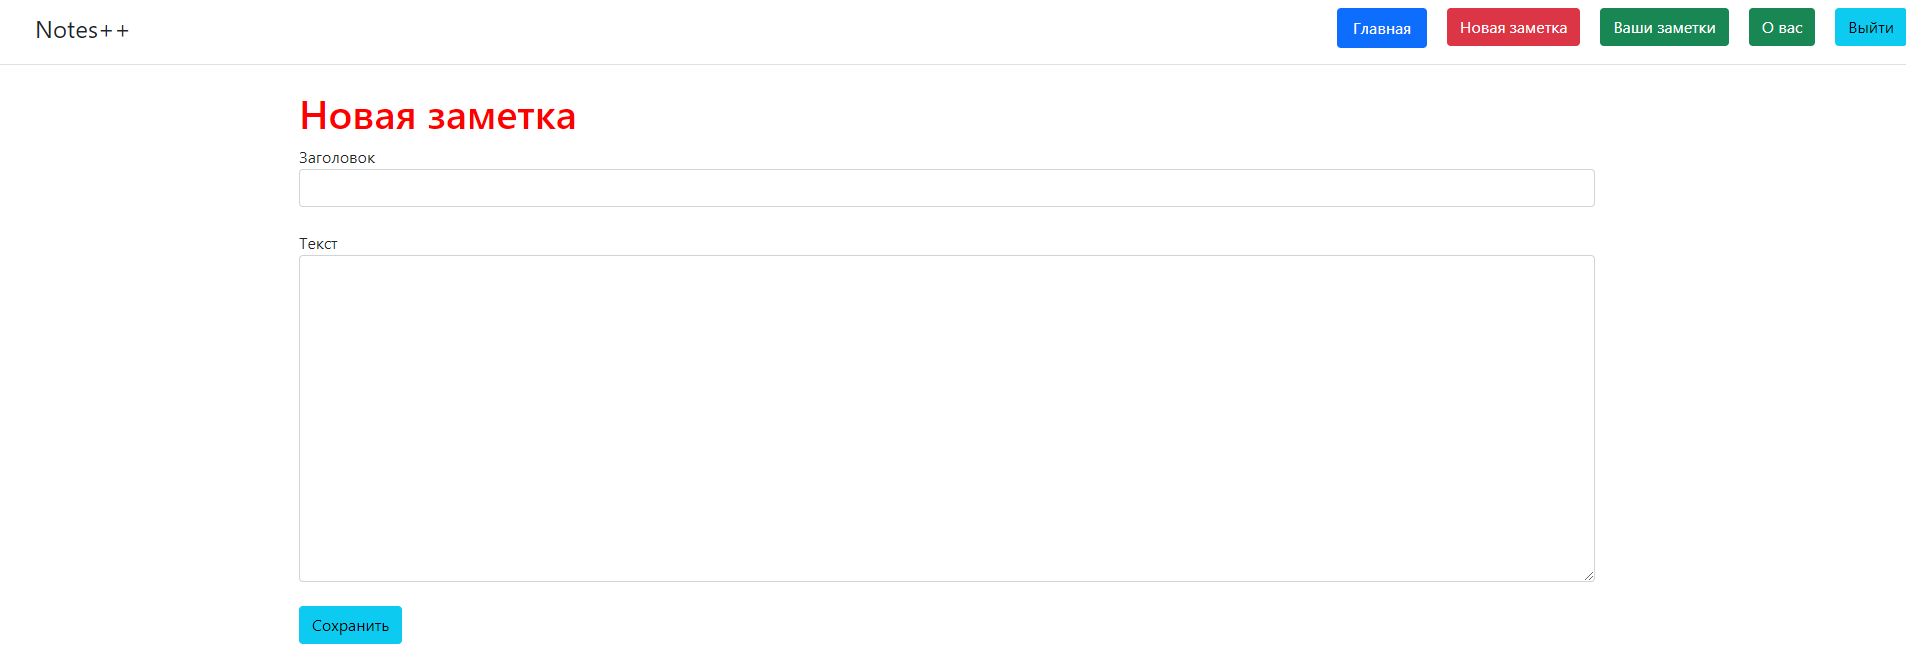 Notes++ Главная Новая заметка Ваши заметки О вас Выйти
Новая заметка
Заголовок
Текст
Сохранить